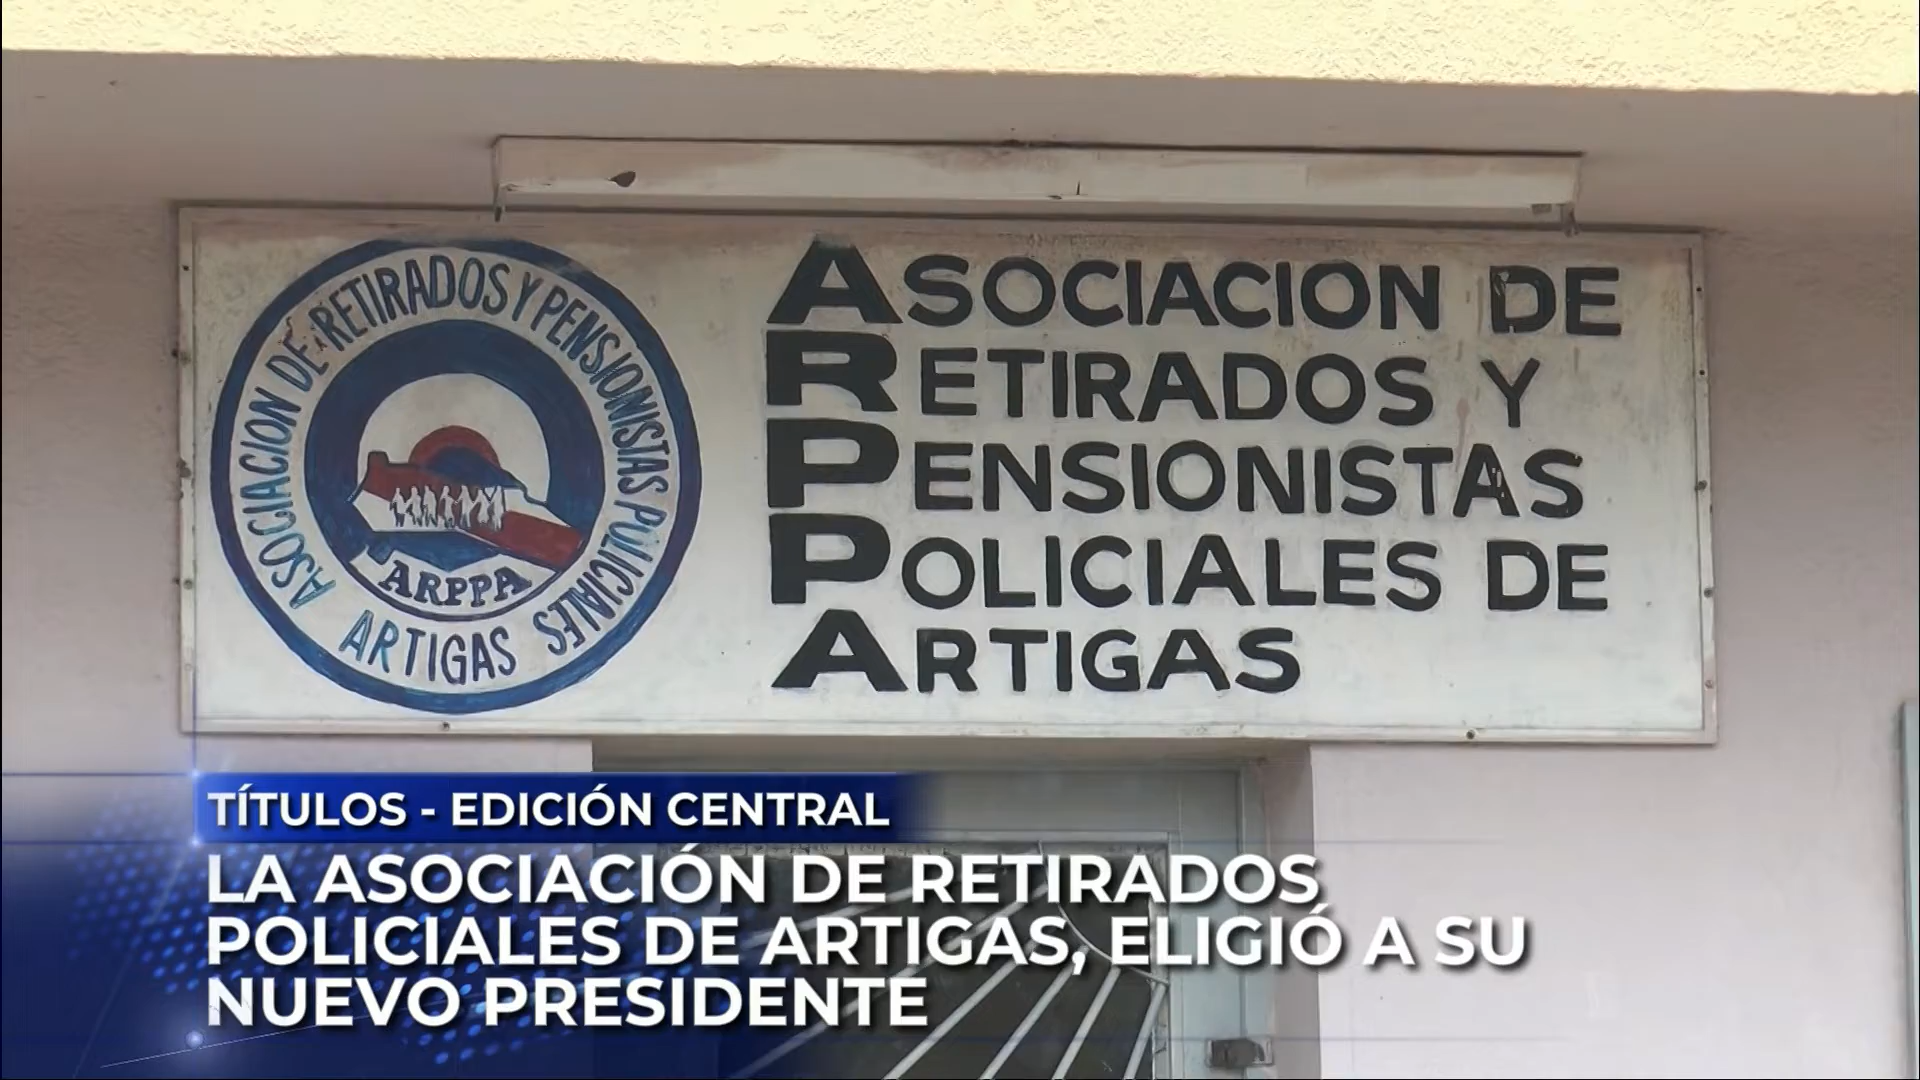 ASOCIACION DE RETIRADOS Y PENSIONISTAS POLICIALES
ARTIGAS
ARPPA
ASOCIACION DE
RETIRADOS Y
PENSIONISTAS
POLICIALES DE
ARTIGAS
TÍTULOS - EDICIÓN CENTRAL
LA ASOCIACIÓN DE RETIRADOS
POLICIALES DE ARTIGAS, ELIGIÓ A SU
NUEVO PRESIDENTE